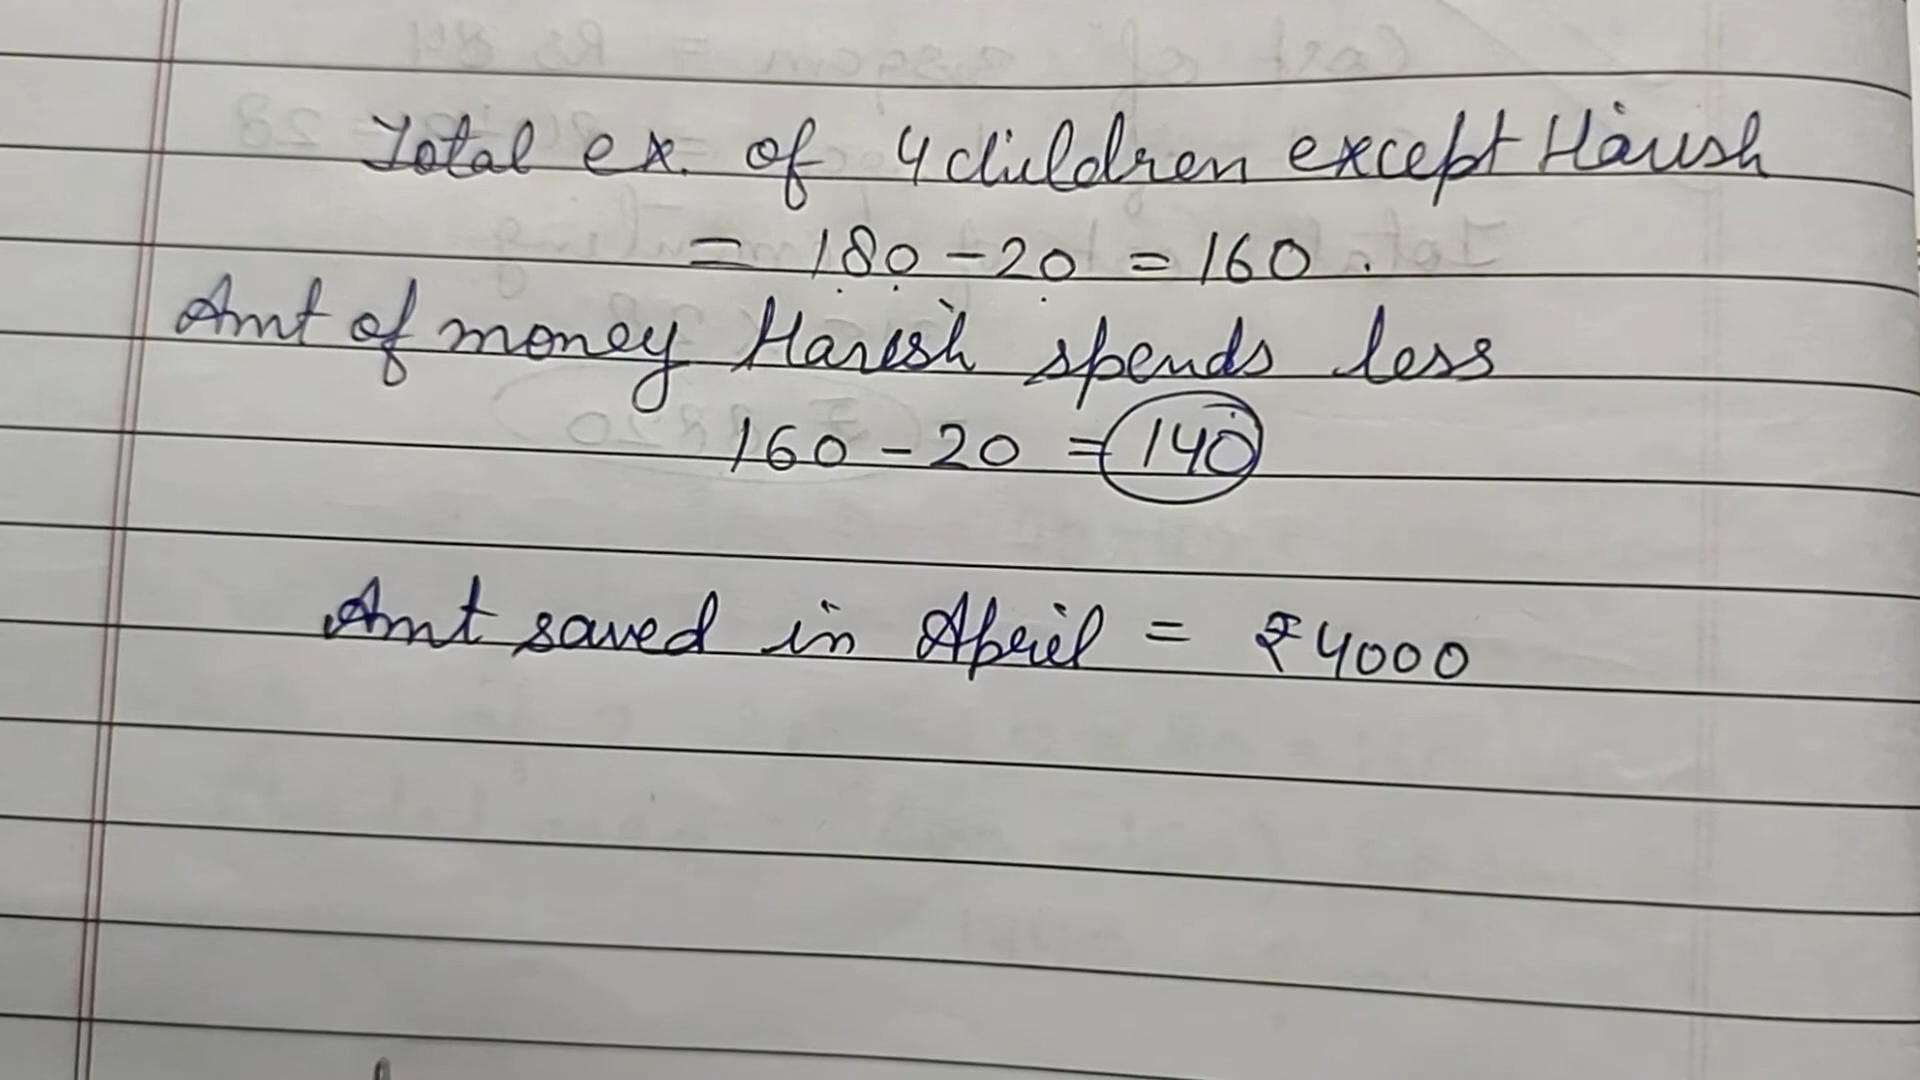 Total ex. of 4 children except Harish
= 180 - 20 = 160 .
Amt of money Harish spends less
160 - 20 = 140
Amt saved in April = ₹4000